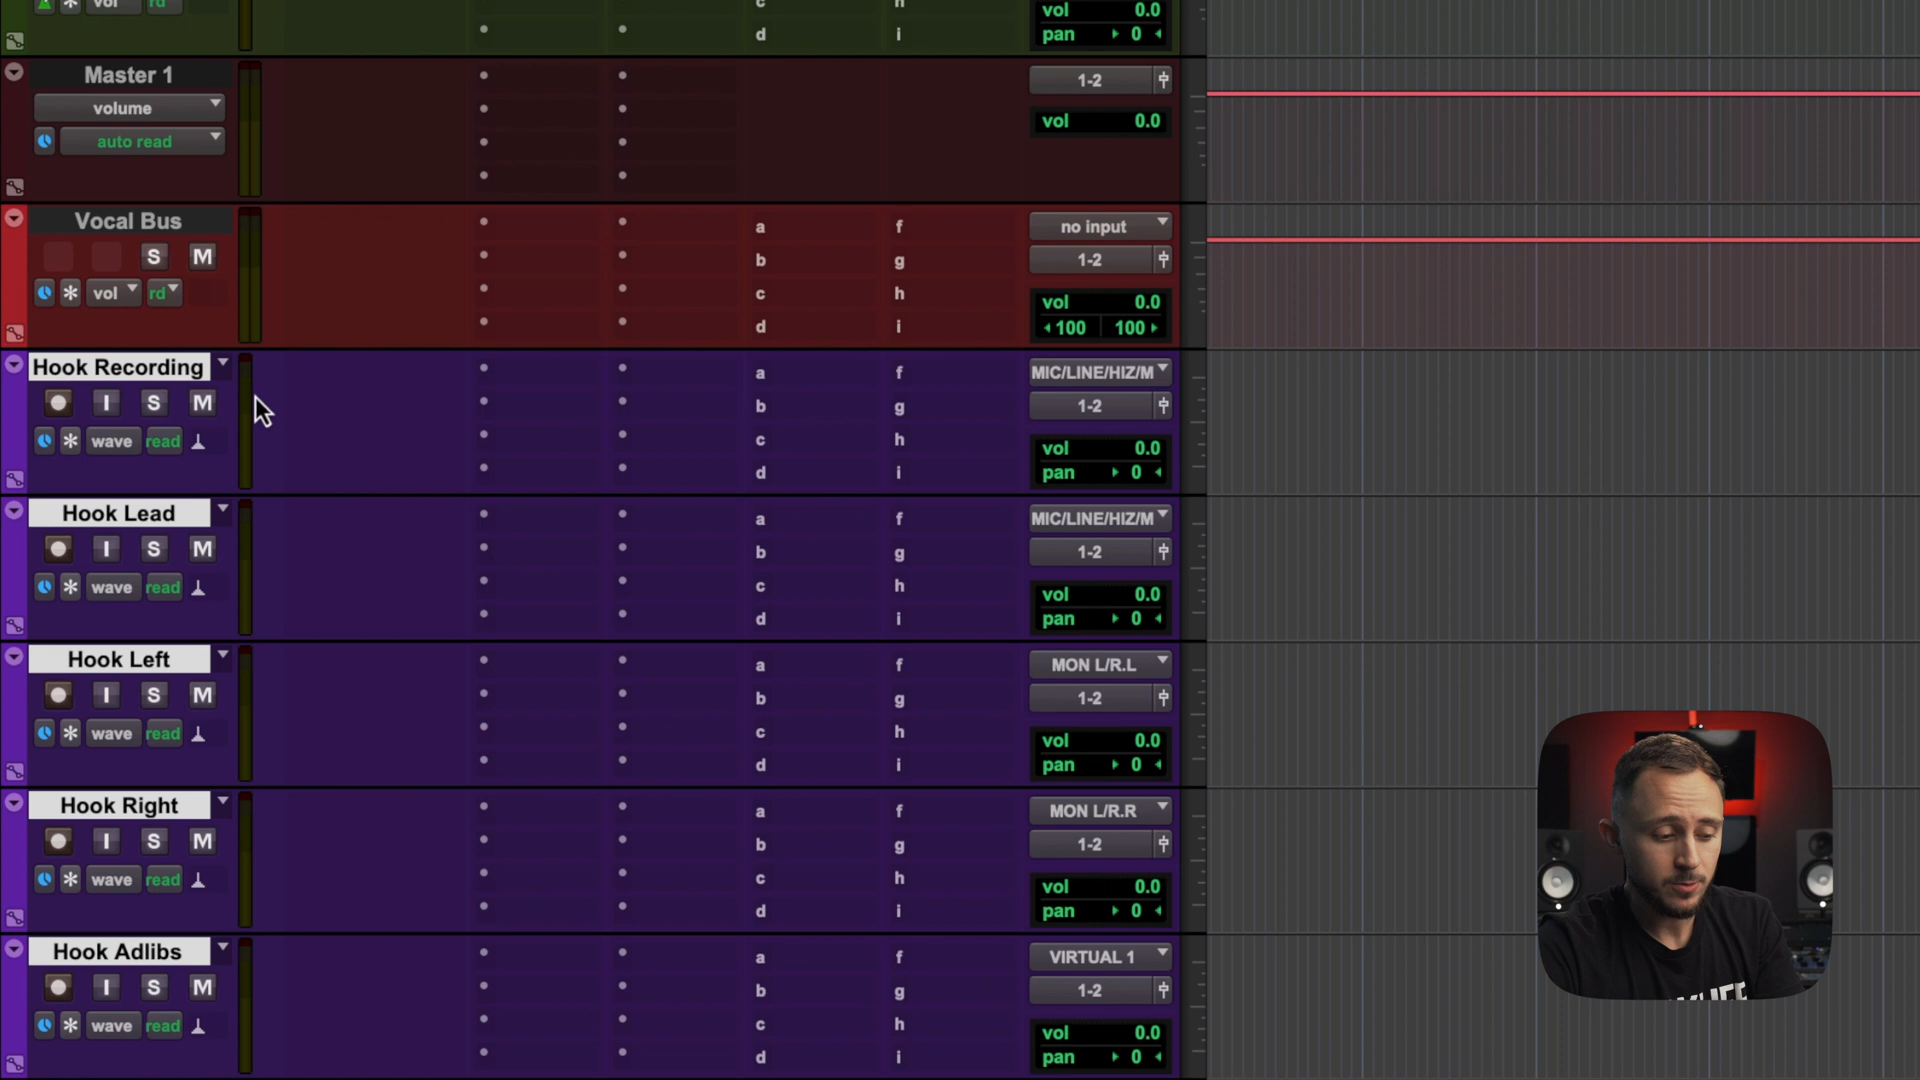 vol rd c h vol 0.0
d i pan 0
Master 1 1-2
volume
auto read vol 0.0
Vocal Bus a f no input
S M b g 1-2
vol rd c h vol 0.0
d i 100 100
Hook Recording a f MIC/LINE/HIZ/M
I S M b g 1-2
wave read c h vol 0.0
d i pan 0
Hook Lead a f MIC/LINE/HIZ/M
I S M b g 1-2
wave read c h vol 0.0
d i pan 0
Hook Left a f MON L/R.L
I S M b g 1-2
wave read c h vol 0.0
d i pan 0
Hook Right a f MON L/R.R
I S M b g 1-2
wave read c h vol 0.0
d i pan 0
Hook Adlibs a f VIRTUAL 1
I S M b g 1-2
wave read c h vol 0.0
d i pan 0